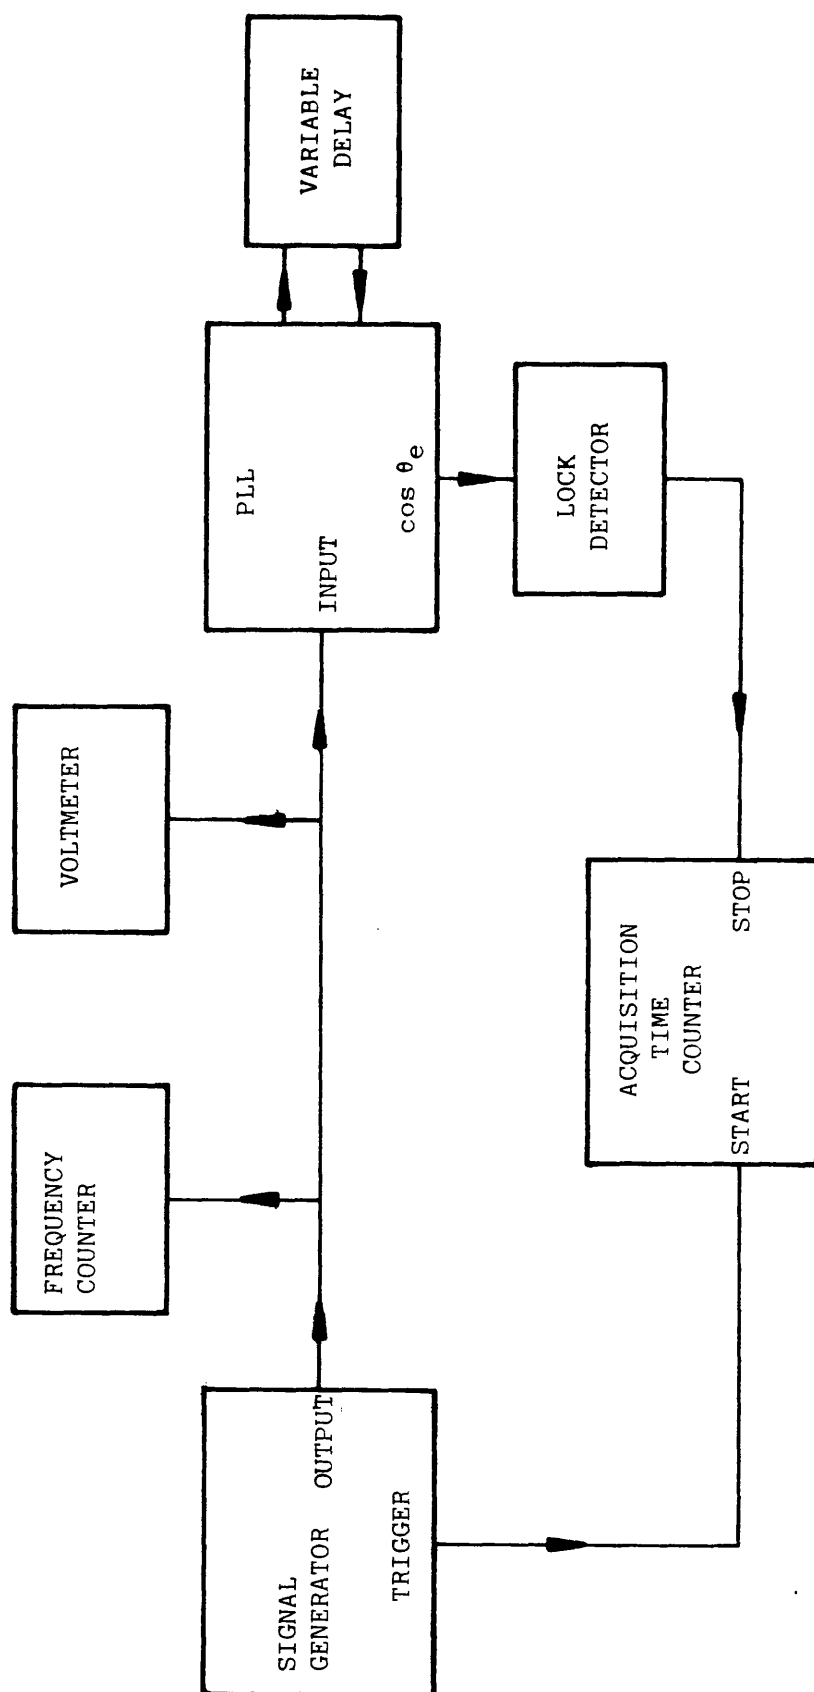 FREQUENCY
COUNTER
VOLTMETER
SIGNAL
GENERATOR
OUTPUT
TRIGGER
PLL
INPUT
cos θe
VARIABLE
DELAY
LOCK
DETECTOR
ACQUISITION
TIME
COUNTER
START
STOP